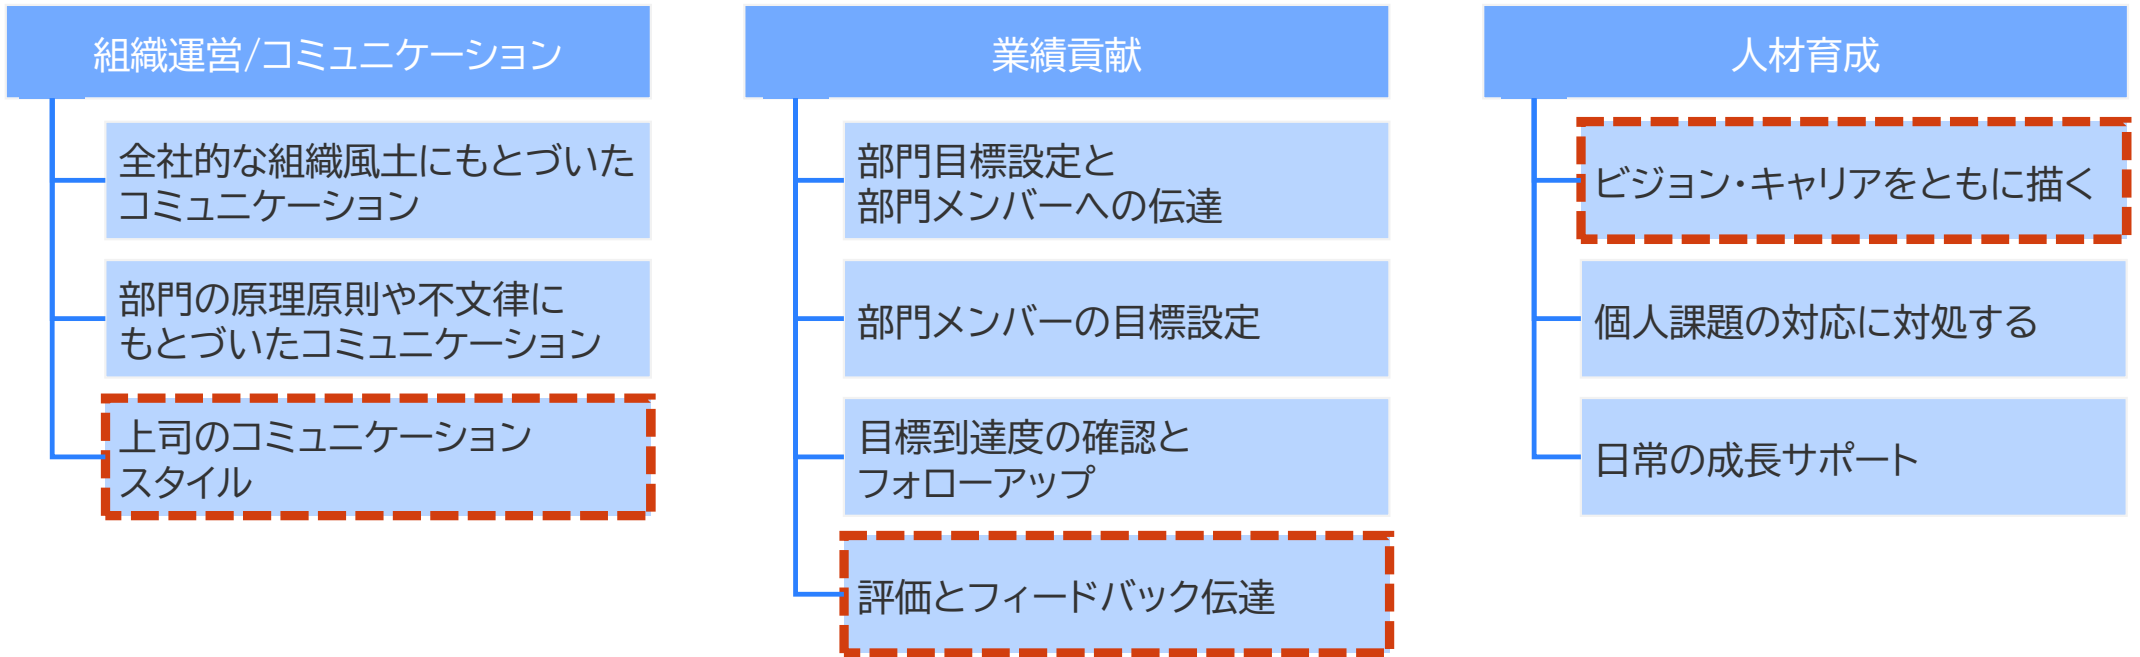 組織運営/コミュニケーション
全社的な組織風土にもとづいた
コミュニケーション
部門の原理原則や不文律に
もとづいたコミュニケーション
上司のコミュニケーション
スタイル
業績貢献
部門目標設定と
部門メンバーへの伝達
部門メンバーの目標設定
目標到達度の確認と
フォローアップ
評価とフィードバック伝達
人材育成
ビジョン・キャリアをともに描く
個人課題の対応に対処する
日常の成長サポート